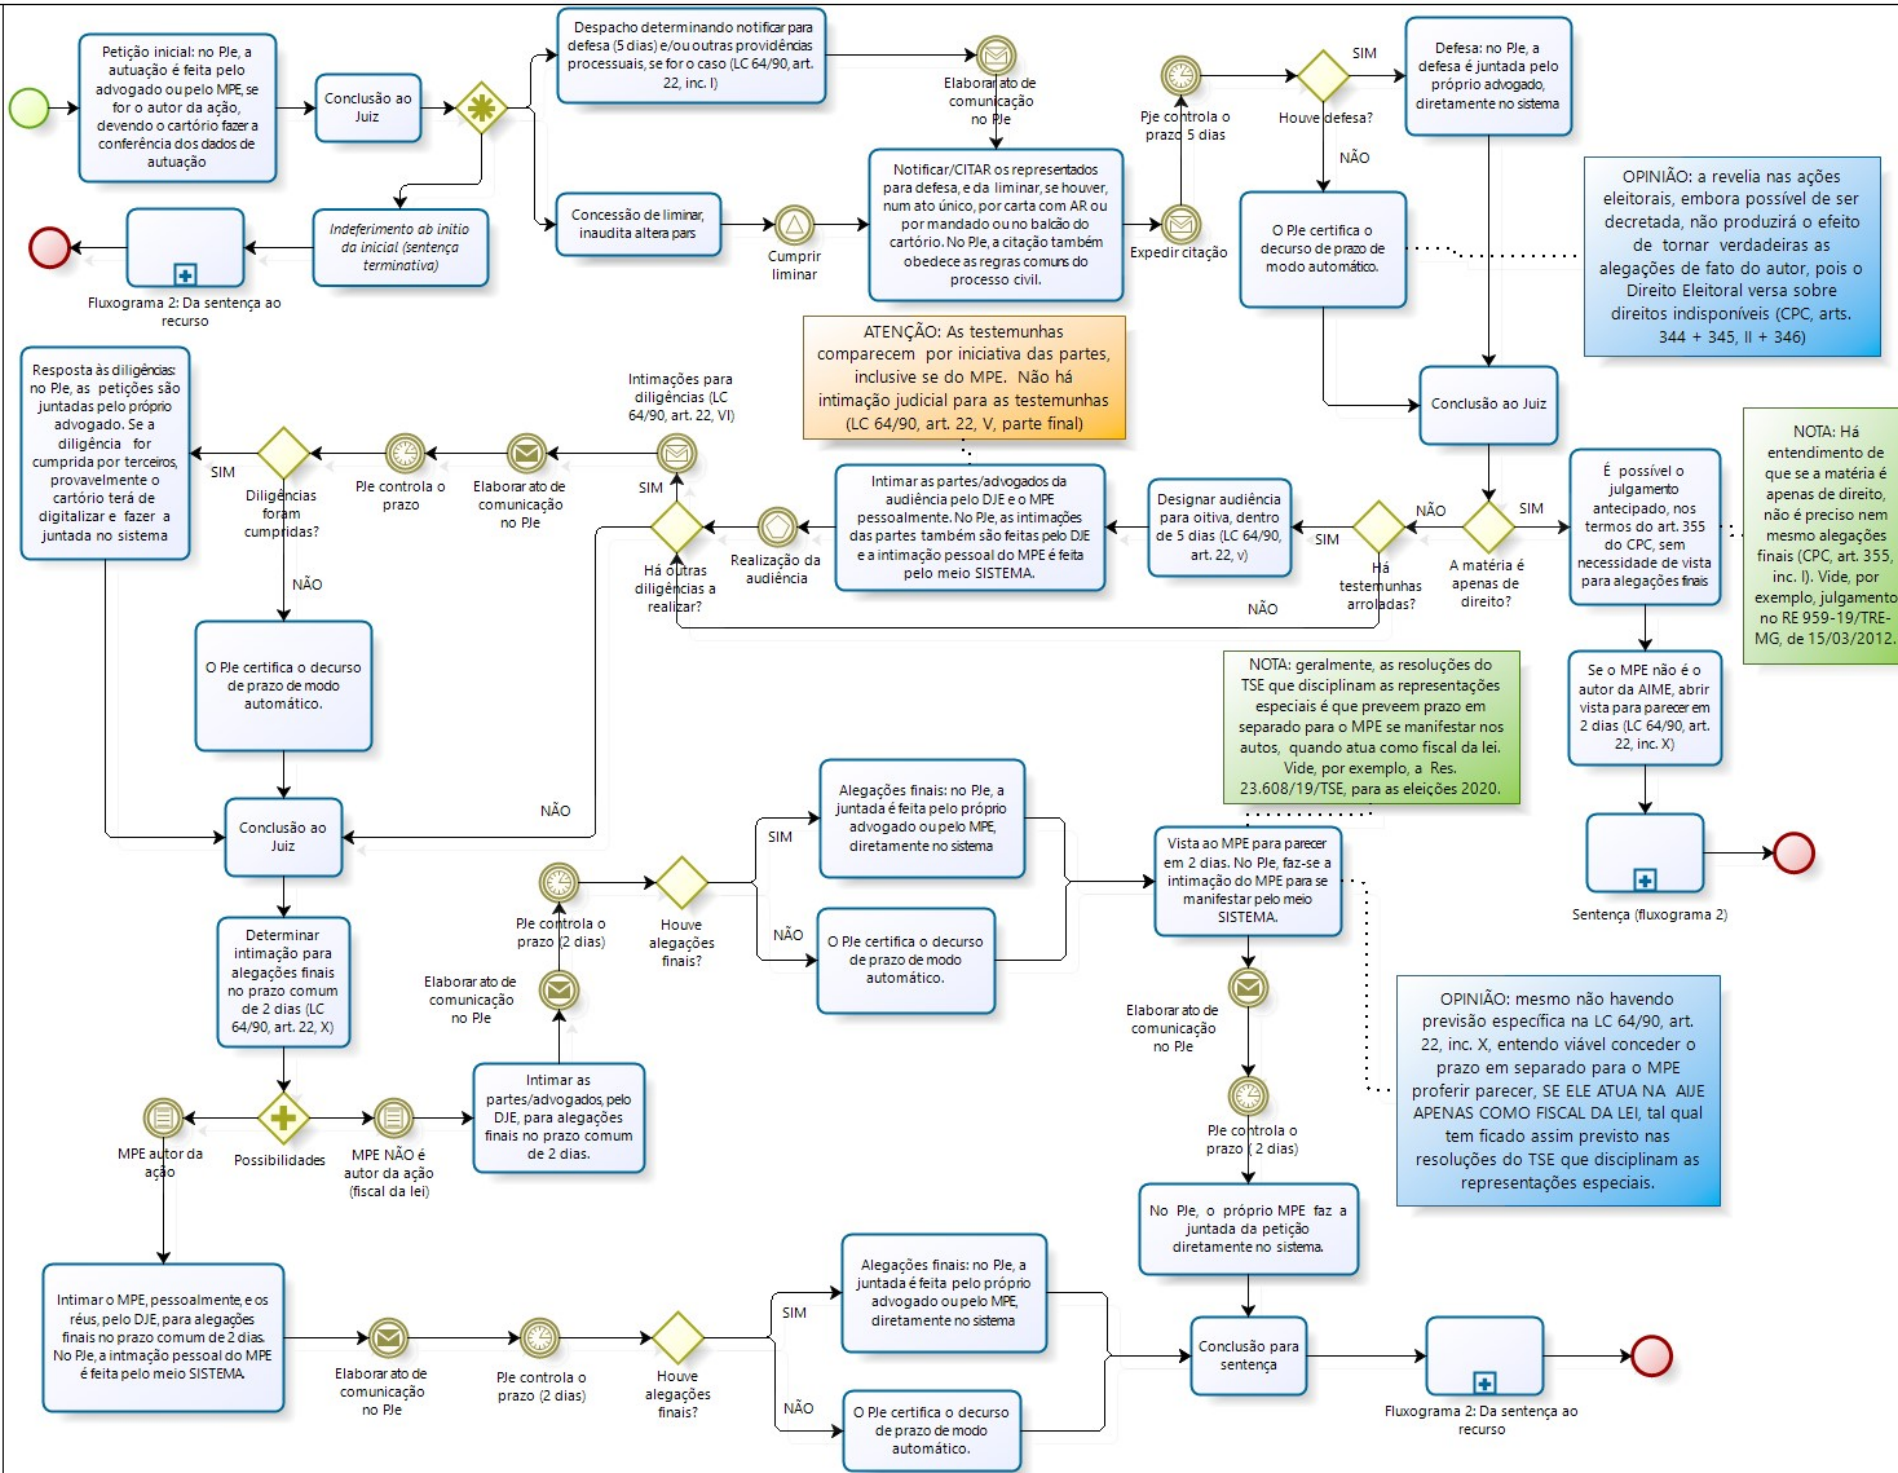 Petição inicial: no PJe, a
autuação é feita pelo
advogado ou pelo MPE, se
for o autor da ação,
devendo o cartório fazer a
conferência dos dados de
autuação
Conclusão ao
Juiz
Despacho determinando notificar para
defesa (5 dias) e/ou outras providências
processuais, se for o caso (LC 64/90, art.
22, inc. I)
Elaborar ato de
comunicação
no PJe
Concessão de liminar,
inaudita altera pars
Cumprir
liminar
Indeferimento ab initio
da inicial (sentença
terminativa)
Fluxograma 2: Da sentença ao
recurso
Notificar/CITAR os representados
para defesa, e da liminar, se houver,
num ato único, por carta com AR ou
por mandado ou no balcão do
cartório. No PJe, a citação também
obedece as regras comuns do
processo civil.
Expedir citação
Pje controla o
prazo 5 dias
Houve defesa?
SIM
NÃO
Defesa: no PJe, a
defesa é juntada pelo
próprio advogado,
diretamente no sistema
O PJe certifica o
decurso de prazo de
modo automático.
OPINIÃO: a revelia nas ações
eleitorais, embora possível de ser
decretada, não produzirá o efeito
de tornar verdadeiras as
alegações de fato do autor, pois o
Direito Eleitoral versa sobre
direitos indisponíveis (CPC, arts.
344 + 345, II + 346)
Conclusão ao Juiz
A matéria é
apenas de
direito?
SIM
NÃO
É possível o
julgamento
antecipado, nos
termos do art. 355
do CPC, sem
necessidade de vista
para alegações finais
NOTA: Há
entendimento de
que se a matéria é
apenas de direito,
não é preciso nem
mesmo alegações
finais (CPC, art. 355,
inc. I). Vide, por
exemplo, julgamento
no RE 959-19/TRE-
MG, de 15/03/2012.
Se o MPE não é o
autor da AIME, abrir
vista para parecer em
2 dias (LC 64/90, art.
22, inc. X)
Sentença (fluxograma 2)
Há
testemunhas
arroladas?
SIM
NÃO
Designar audiência
para oitiva, dentro
de 5 dias (LC 64/90,
art. 22, v)
Intimar as partes/advogados da
audiência pelo DJE e o MPE
pessoalmente. No PJe, as intimações
das partes também são feitas pelo DJE
e a intimação pessoal do MPE é feita
pelo meio SISTEMA.
ATENÇÃO: As testemunhas
comparecem por iniciativa das partes,
inclusive se do MPE. Não há
intimação judicial para as testemunhas
(LC 64/90, art. 22, V, parte final)
Realização da
audiência
Há outras
diligências a
realizar?
SIM
NÃO
Intimações para
diligências (LC
64/90, art. 22, VI)
Elaborar ato de
comunicação
no PJe
PJe controla o
prazo
Diligências
foram
cumpridas?
SIM
NÃO
Resposta às diligências:
no PJe, as petições são
juntadas pelo próprio
advogado. Se a
diligência for
cumprida por terceiros,
provavelmente o
cartório terá de
digitalizar e fazer a
juntada no sistema
O PJe certifica o decurso
de prazo de modo
automático.
Conclusão ao
Juiz
Determinar
intimação para
alegações finais
no prazo comum
de 2 dias (LC
64/90, art. 22, X)
Possibilidades
MPE autor da
ação
MPE NÃO é
autor da ação
(fiscal da lei)
Intimar as
partes/advogados, pelo
DJE, para alegações
finais no prazo comum
de 2 dias.
Elaborar ato de
comunicação
no PJe
PJe controla o
prazo (2 dias)
Houve
alegações
finais?
SIM
NÃO
Alegações finais: no PJe, a
juntada é feita pelo próprio
advogado ou pelo MPE,
diretamente no sistema
O PJe certifica o decurso
de prazo de modo
automático.
NOTA: geralmente, as resoluções do
TSE que disciplinam as representações
especiais é que preveem prazo em
separado para o MPE se manifestar nos
autos, quando atua como fiscal da lei.
Vide, por exemplo, a Res.
23.608/19/TSE, para as eleições 2020.
Vista ao MPE para parecer
em 2 dias. No PJe, faz-se a
intimação do MPE para se
manifestar pelo meio
SISTEMA.
OPINIÃO: mesmo não havendo
previsão específica na LC 64/90, art.
22, inc. X, entendo viável conceder o
prazo em separado para o MPE
proferir parecer, SE ELE ATUA NA AIJE
APENAS COMO FISCAL DA LEI, tal qual
tem ficado assim previsto nas
resoluções do TSE que disciplinam as
representações especiais.
Elaborar ato de
comunicação
no PJe
PJe controla o
prazo ( 2 dias)
No PJe, o próprio MPE faz a
juntada da petição
diretamente no sistema.
Intimar o MPE, pessoalmente, e os
réus, pelo DJE, para alegações
finais no prazo comum de 2 dias.
No PJe, a intmação pessoal do MPE
é feita pelo meio SISTEMA.
Elaborar ato de
comunicação
no PJe
PJe controla o
prazo (2 dias)
Houve
alegações
finais?
SIM
NÃO
Alegações finais: no PJe, a
juntada é feita pelo próprio
advogado ou pelo MPE,
diretamente no sistema
O PJe certifica o decurso
de prazo de modo
automático.
Conclusão para
sentença
Fluxograma 2: Da sentença ao
recurso